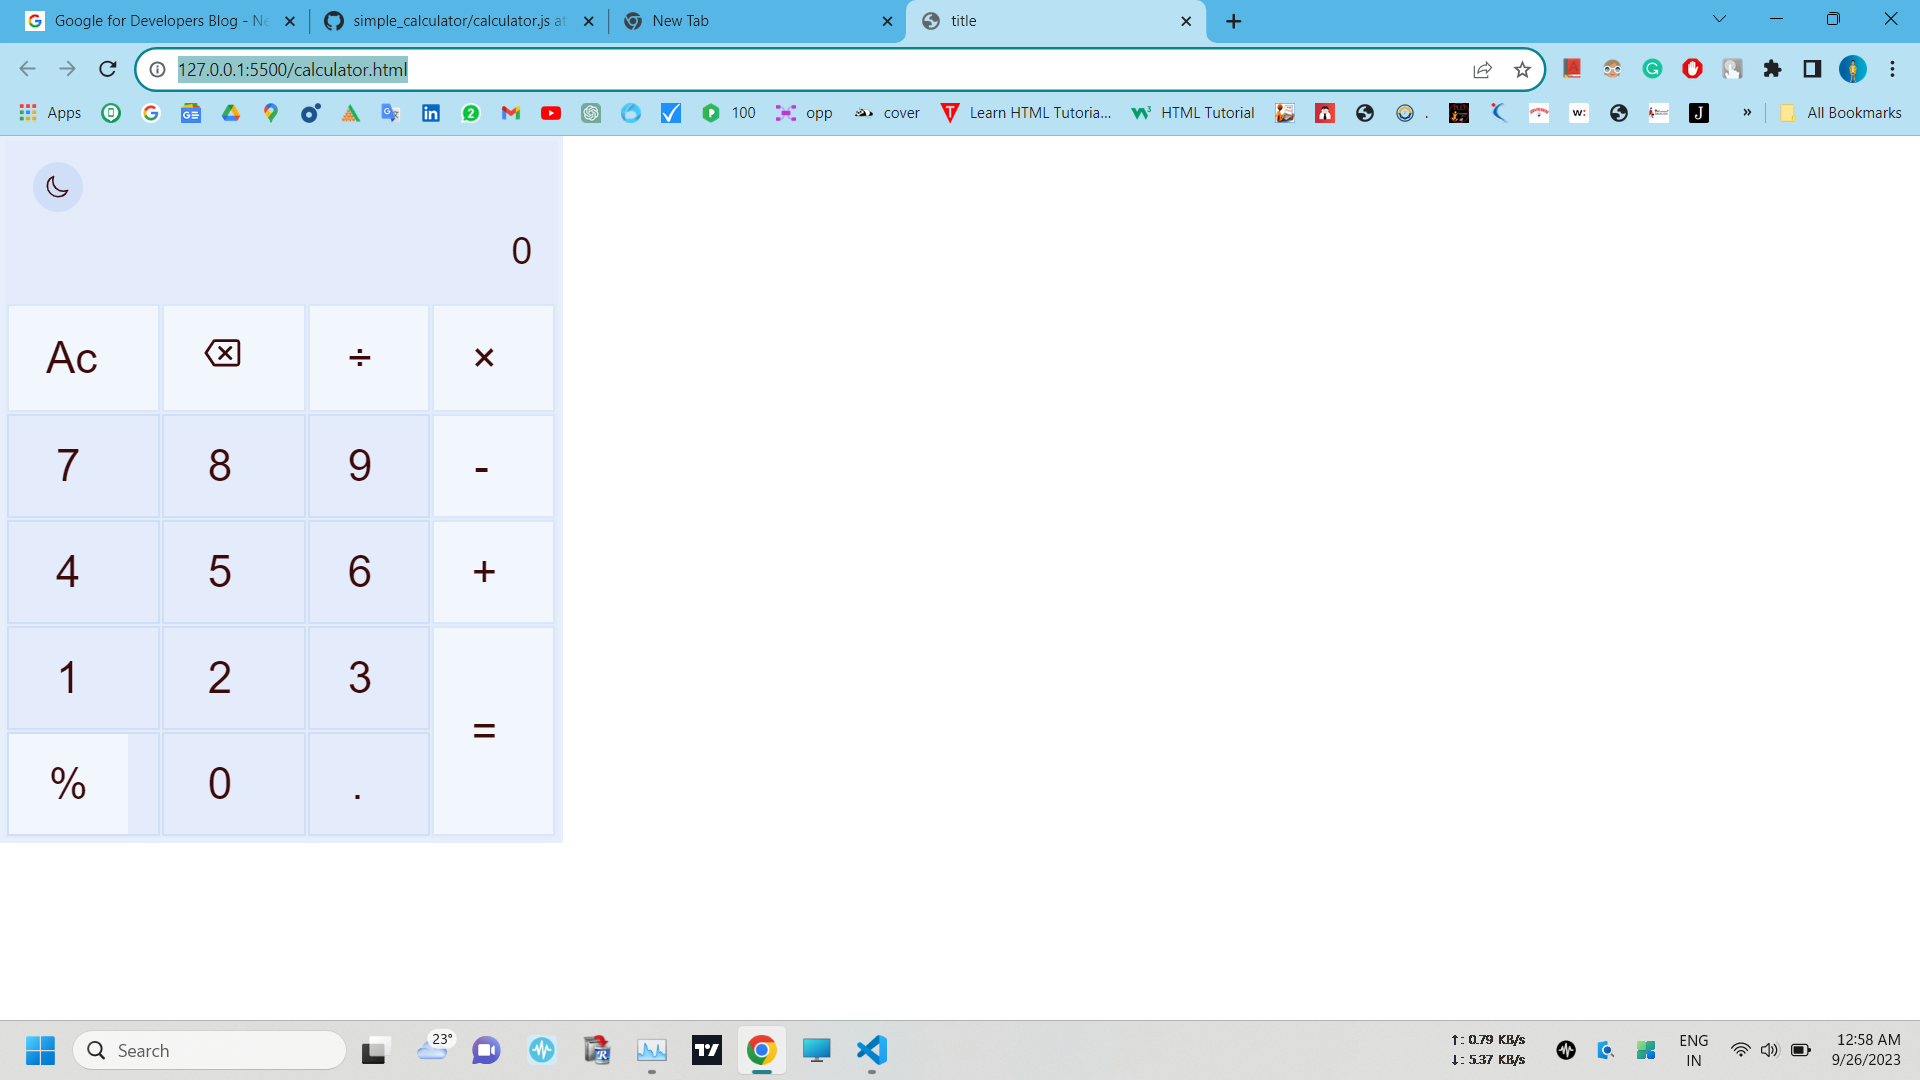 Google for Developers Blog - Ne
simple_calculator/calculator.js at
New Tab
title
127.0.0.1:5500/calculator.html
Apps
100
opp
cover
Learn HTML Tutoria...
HTML Tutorial
.
»
All Bookmarks
0
Ac
÷
×
7
8
9
-
4
5
6
+
1
2
3
=
%
0
.
Search
23°
↑: 0.79 KB/s
↓: 5.37 KB/s
ENG
IN
12:58 AM
9/26/2023